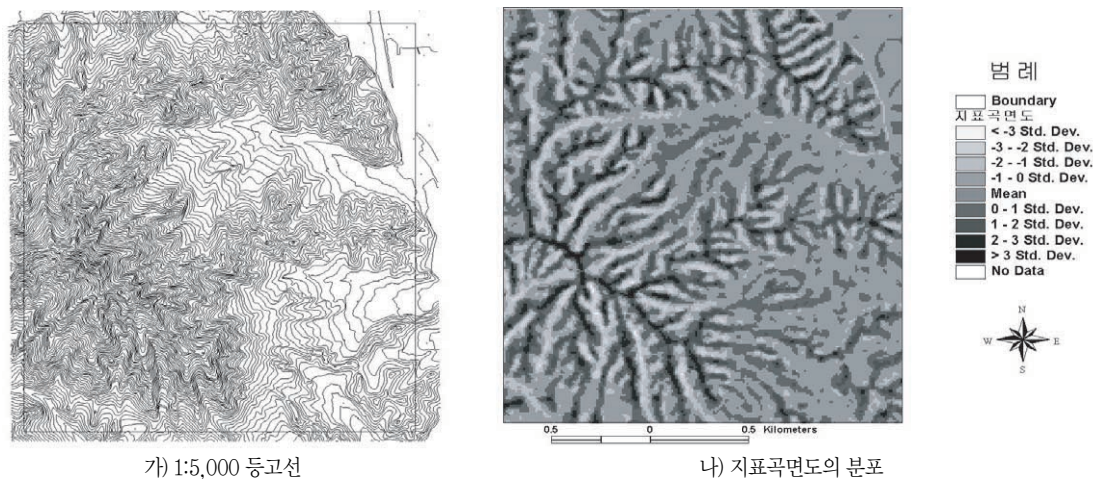 범 례
Boundary
지표곡면도
< -3 Std. Dev.
-3 - -2 Std. Dev.
-2 - -1 Std. Dev.
-1 - 0 Std. Dev.
Mean
0 - 1 Std. Dev.
1 - 2 Std. Dev.
2 - 3 Std. Dev.
> 3 Std. Dev.
No Data
N
W E
S
0.5 0 0.5 Kilometers
가) 1:5,000 등고선
나) 지표곡면도의 분포